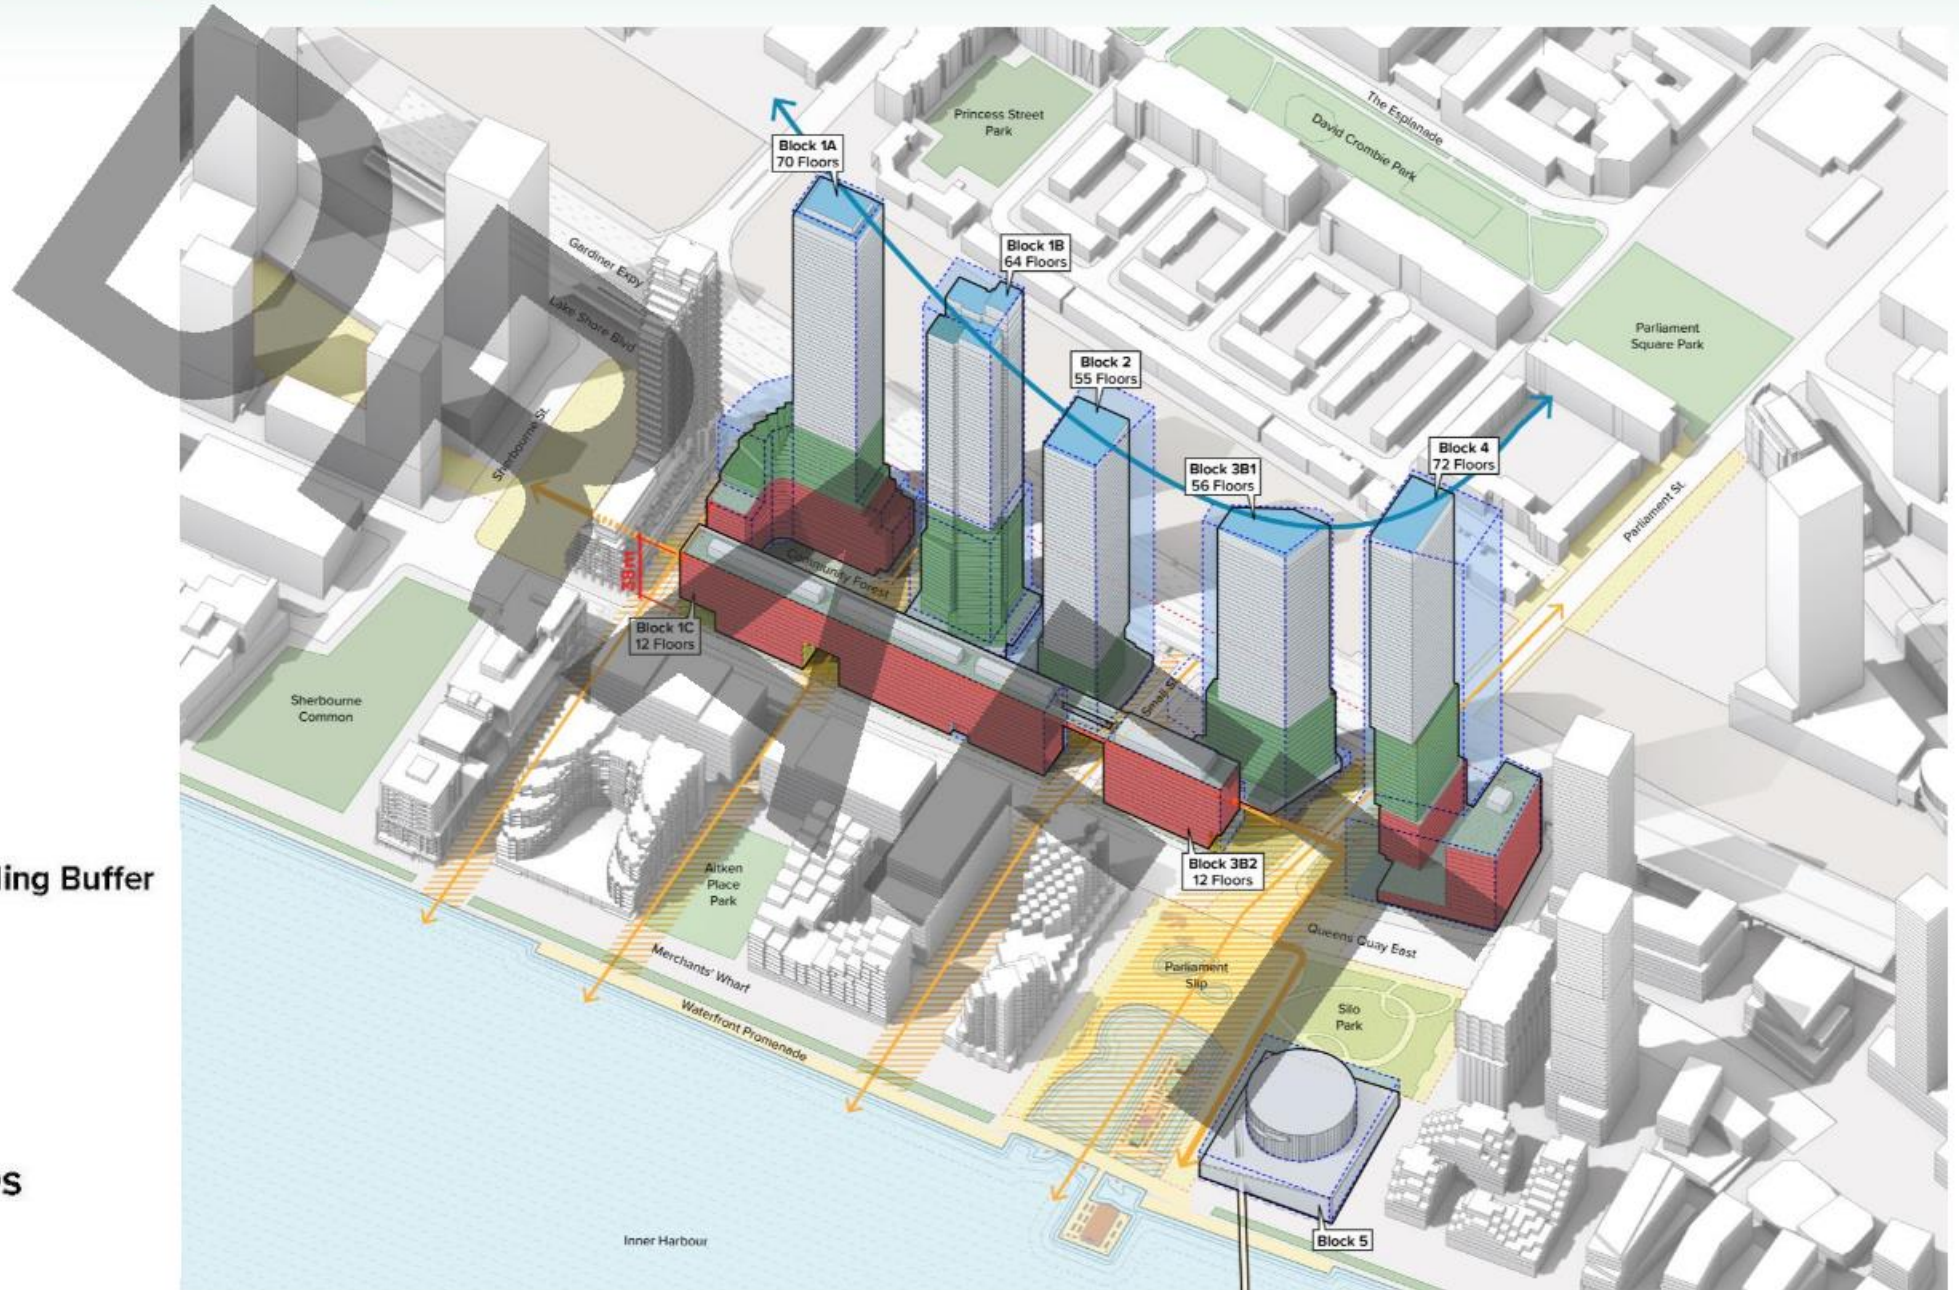 The Esplanade
Princess Street
Park
David Crombie Park
Block 1A
70 Floors
Gardiner Expy
Block 1B
64 Floors
Lake Shore Blvd
Parliament
Square Park
Block 2
55 Floors
Sherbourne St.
Block 4
72 Floors
Block 3B1
56 Floors
Parliament St.
38m
Community Forest
Block 1C
12 Floors
Small St.
Sherbourne
Common
Block 3B2
12 Floors
ling Buffer
Aitken
Place
Park
Queens Quay East
Merchants' Wharf
Parliament
Slip
Silo
Park
Waterfront Promenade
s
Inner Harbour
Block 5